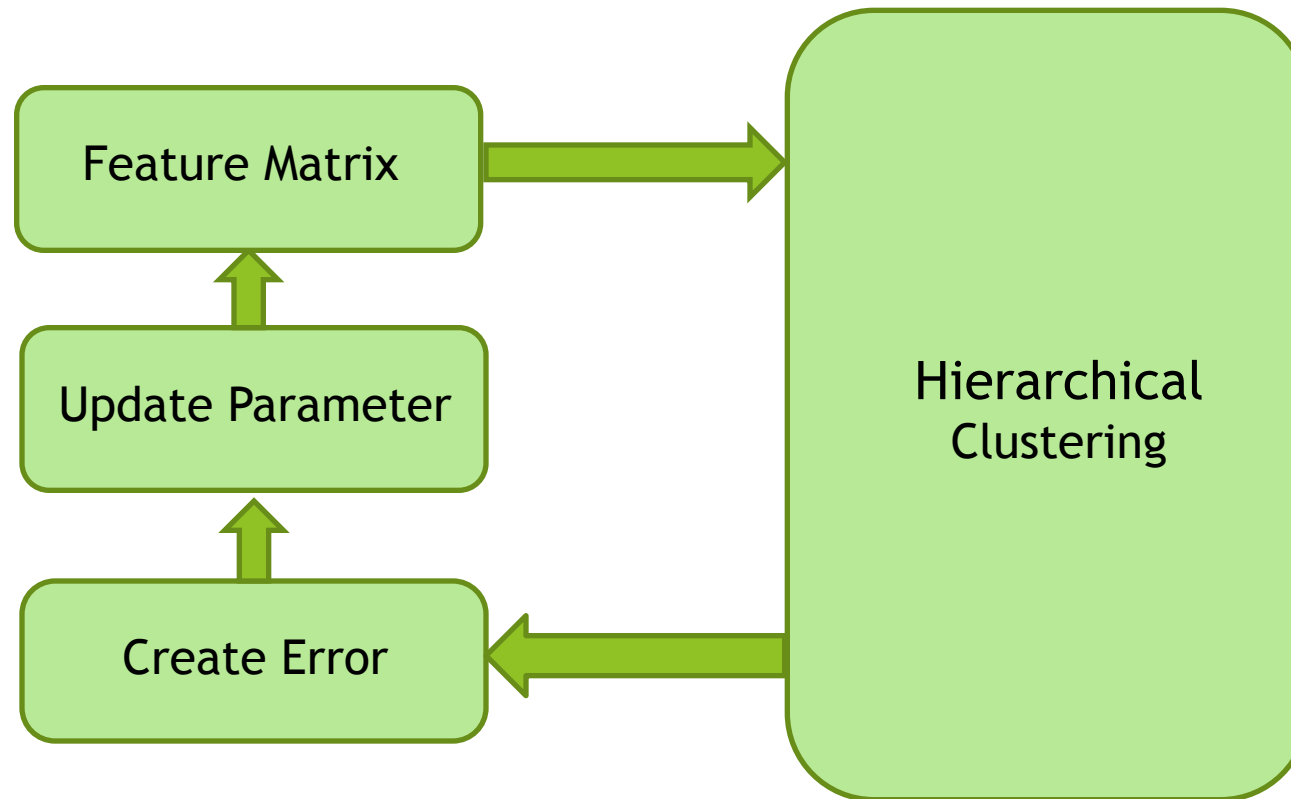 Feature Matrix
Update Parameter
Create Error
Hierarchical
Clustering